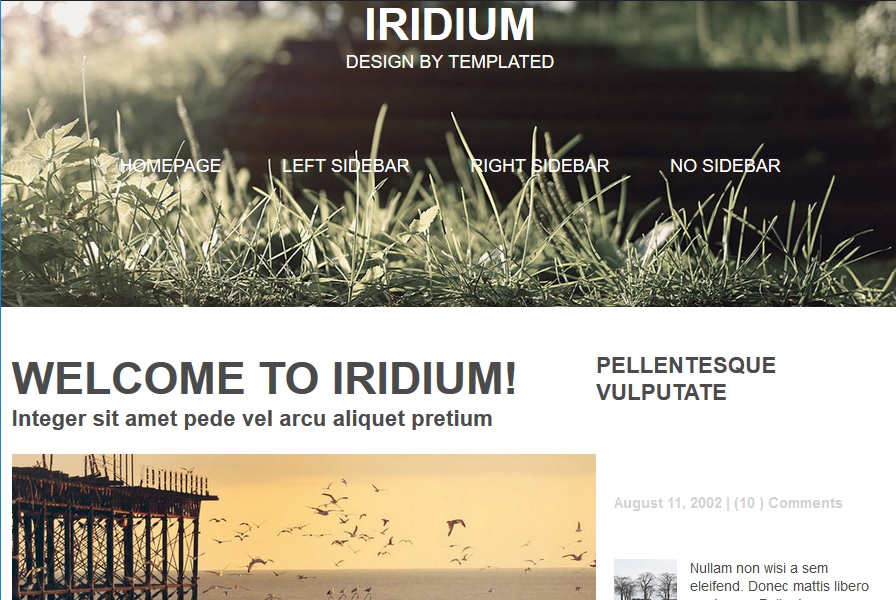 IRIDIUM
DESIGN BY TEMPLATED
HOMEPAGE LEFT SIDEBAR RIGHT SIDEBAR NO SIDEBAR
WELCOME TO IRIDIUM!
Integer sit amet pede vel arcu aliquet pretium
PELLENTESQUE
VULPUTATE
August 11, 2002 | (10 ) Comments
Nullam non wisi a sem
eleifend. Donec mattis libero